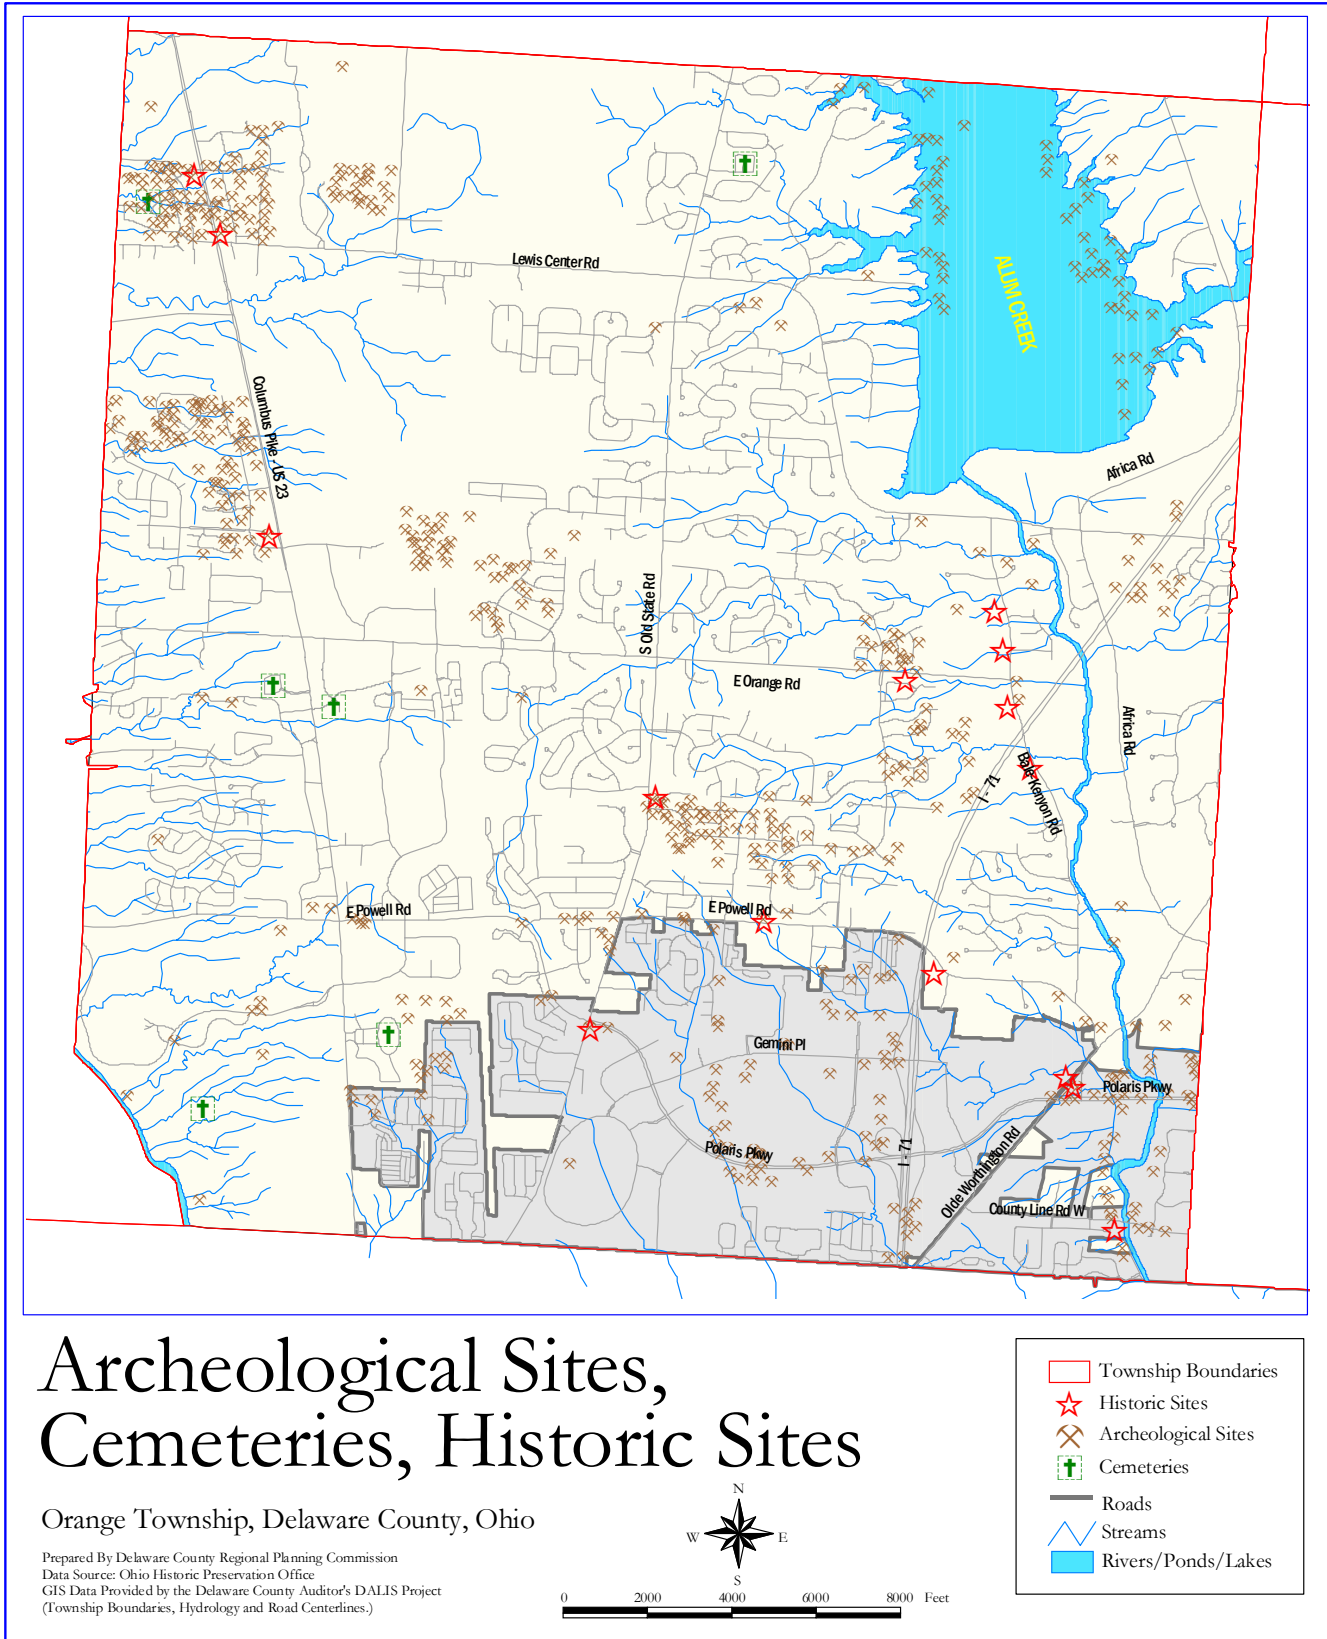 Lewis Center Rd
ALUM CREEK
Columbus Pike - US 23
Africa Rd
S Old State Rd
E Orange Rd
Africa Rd
I - 71
Bale-Kenyon Rd
E Powell Rd
E Powell Rd
Gemini Pl
Polaris Pkwy
Polaris Pkwy
I - 71
Olde Worthington Rd
County Line Rd W
Archeological Sites,
Cemeteries, Historic Sites
Orange Township, Delaware County, Ohio
Prepared By Delaware County Regional Planning Commission
Data Source: Ohio Historic Preservation Office
GIS Data Provided by the Delaware County Auditor's DALIS Project
(Township Boundaries, Hydrology and Road Centerlines.)
N
W E
S
0 2000 4000 6000 8000 Feet
Township Boundaries
Historic Sites
Archeological Sites
Cemeteries
Roads
Streams
Rivers/Ponds/Lakes